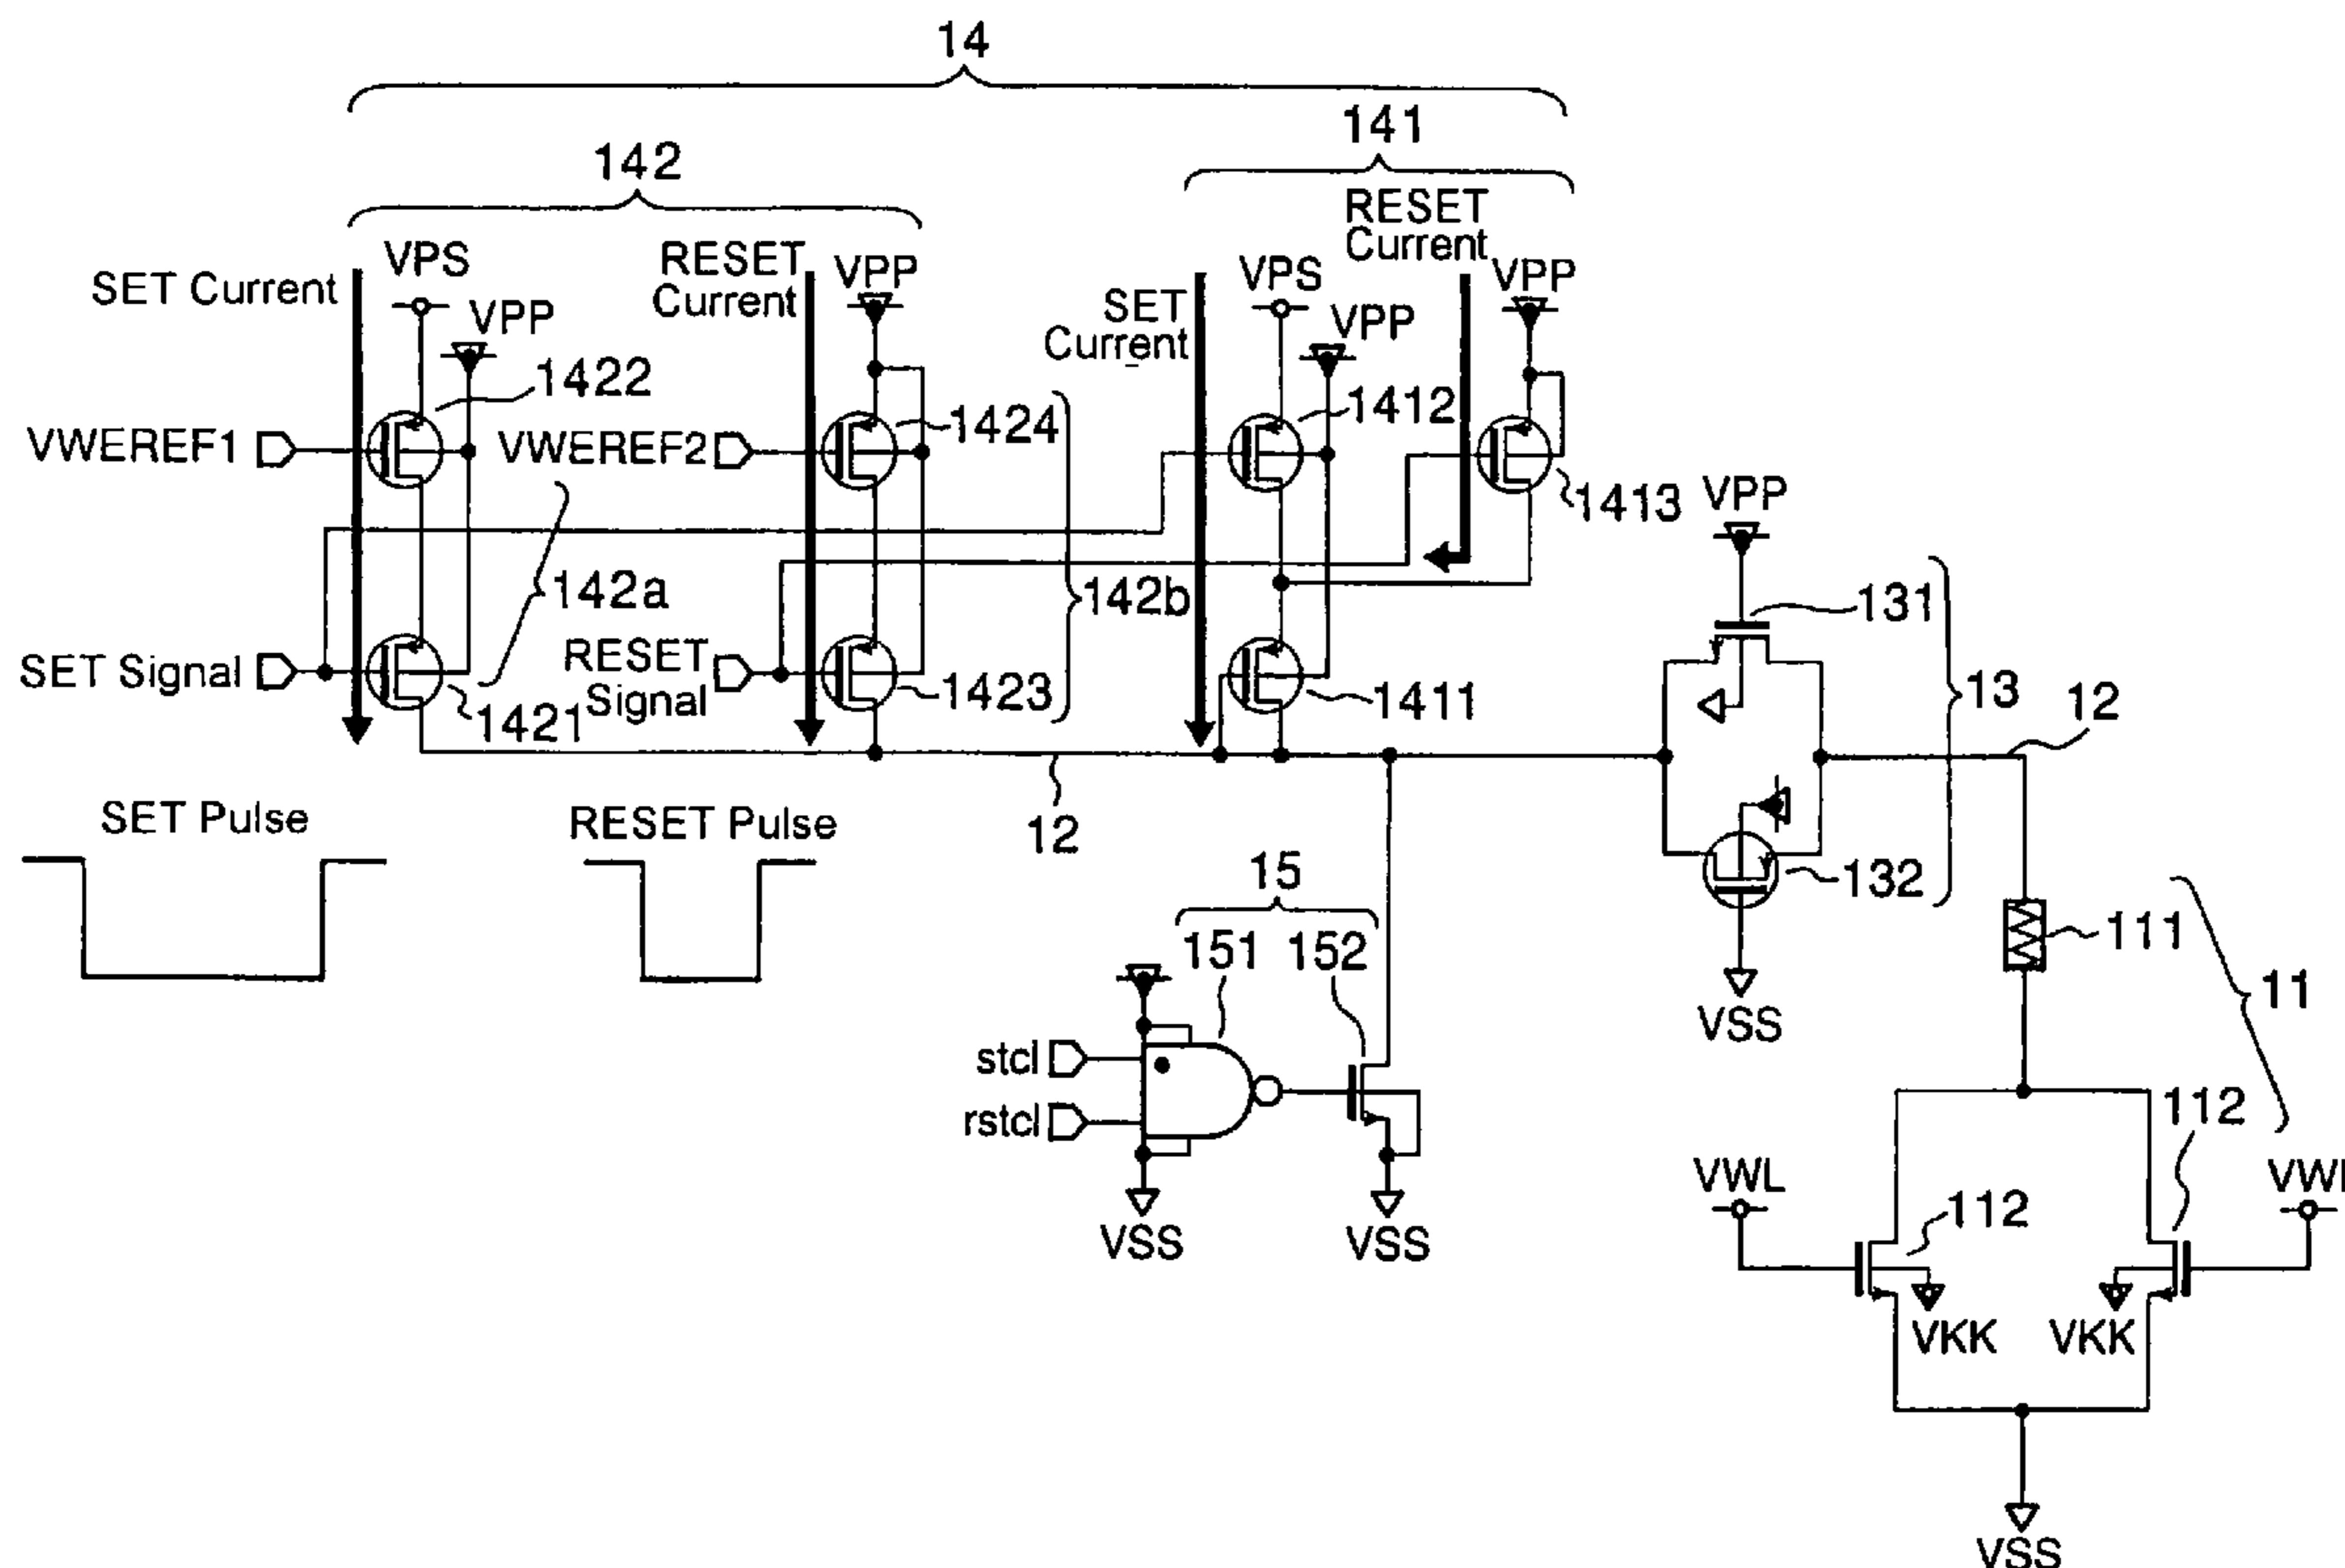 14
141
142
RESET
Current
VPS
RESET
Current
VPP
VPS
VPP
SET Current
SET
Current
VPP
VPP
1422
1412
VWEREF1
VWEREF2
1424
1413
VPP
142a
142b
131
SET Signal
RESET
Signal
1421
1423
1411
13
12
SET Pulse
RESET Pulse
12
132
15
151
152
111
11
VSS
stcl
rstcl
112
VWL
112
VSS
VSS
VKK
VKK
VSS